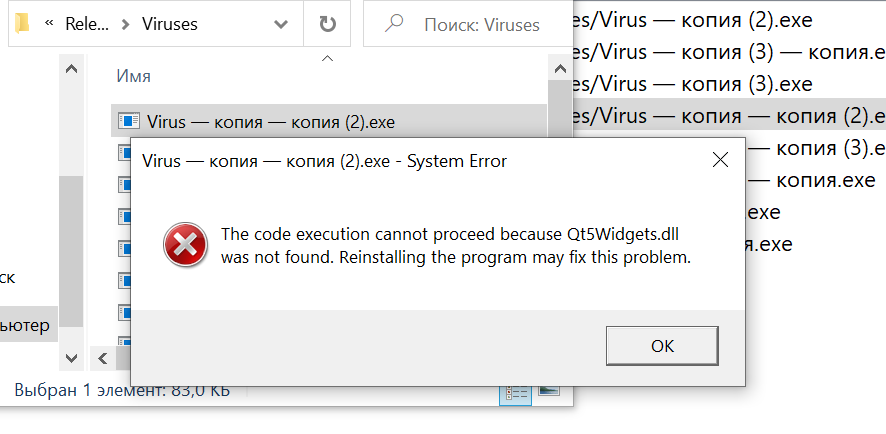 Rele...
Viruses
Поиск: Viruses
Имя
Virus — копия — копия (2).exe
Virus — копия — копия (2).exe - System Error
The code execution cannot proceed because Qt5Widgets.dll
was not found. Reinstalling the program may fix this problem.
OK
Выбран 1 элемент: 83,0 КБ
es/Virus — копия (2).exe
es/Virus — копия (3) — копия.e
es/Virus — копия (3).exe
es/Virus — копия — копия (2).e
— копия (3).e
— копия.exe
.exe
я.exe
ск
ьютер